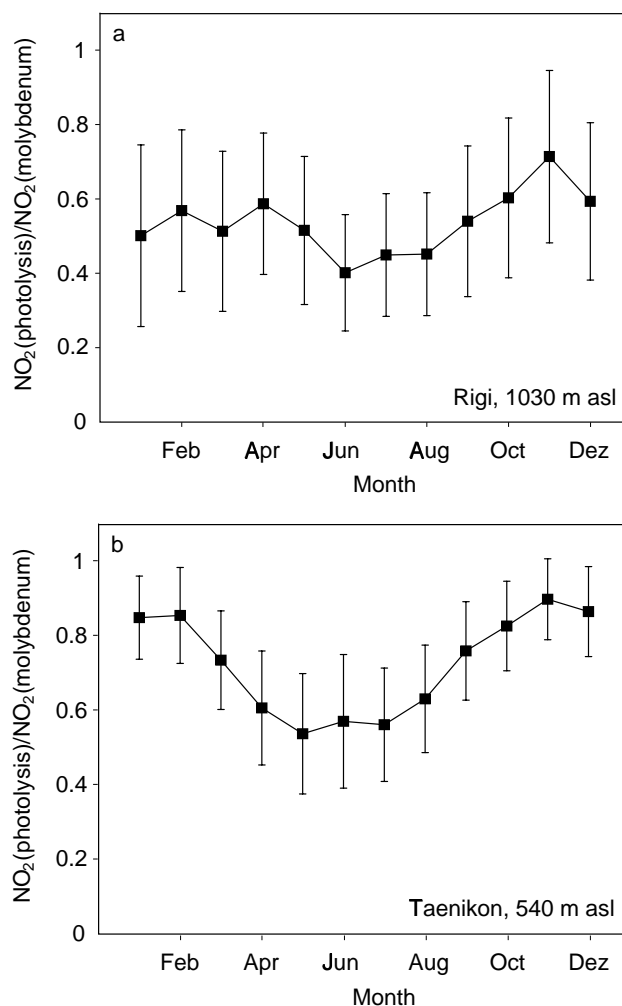 a
1
0.8
0.6
0.4
0.2
0
NO₂(photolysis)/NO₂(molybdenum)
Rigi, 1030 m asl
Feb Apr Jun Aug Oct Dez
Month
b
1
0.8
0.6
0.4
0.2
0
NO₂(photolysis)/NO₂(molybdenum)
Taenikon, 540 m asl
Feb Apr Jun Aug Oct Dez
Month